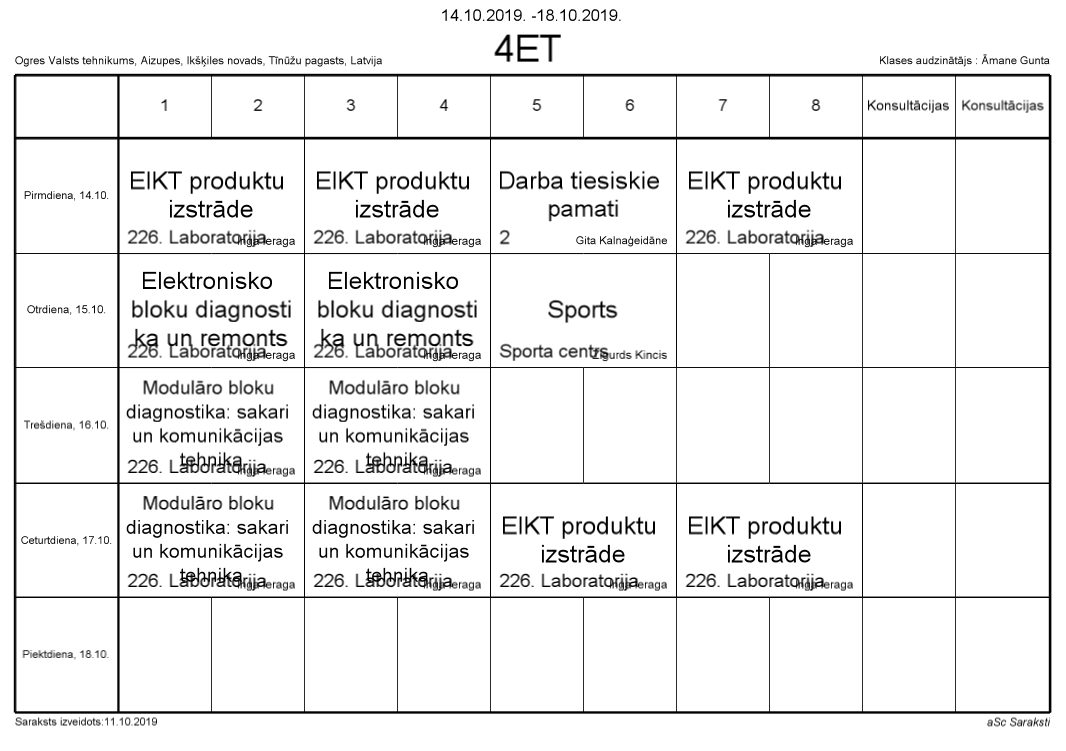 14.10.2019. -18.10.2019.
4ET
Ogres Valsts tehnikums, Aizupes, Ikšķiles novads, Tīnūžu pagasts, Latvija
Klases audzinātājs : Āmane Gunta
1 2 3 4 5 6 7 8 Konsultācijas Konsultācijas
Pirmdiena, 14.10.
EIKT produktu
izstrāde
226. Laboratorija
Inga Ieraga
EIKT produktu
izstrāde
226. Laboratorija
Inga Ieraga
Darba tiesiskie
pamati
2
Gita Kalnaģeidāne
EIKT produktu
izstrāde
226. Laboratorija
Inga Ieraga
Otrdiena, 15.10.
Elektronisko
bloku diagnosti
ka un remonts
226. Laboratorija
Inga Ieraga
Elektronisko
bloku diagnosti
ka un remonts
226. Laboratorija
Inga Ieraga
Sports
Sporta centrs
Zigurds Kincis
Trešdiena, 16.10.
Modulāro bloku
diagnostika: sakari
un komunikācijas
tehnika
226. Laboratorija
Inga Ieraga
Modulāro bloku
diagnostika: sakari
un komunikācijas
tehnika
226. Laboratorija
Inga Ieraga
Ceturtdiena, 17.10.
Modulāro bloku
diagnostika: sakari
un komunikācijas
tehnika
226. Laboratorija
Inga Ieraga
Modulāro bloku
diagnostika: sakari
un komunikācijas
tehnika
226. Laboratorija
Inga Ieraga
EIKT produktu
izstrāde
226. Laboratorija
Inga Ieraga
EIKT produktu
izstrāde
226. Laboratorija
Inga Ieraga
Piektdiena, 18.10.
Saraksts izveidots:11.10.2019
aSc Saraksti